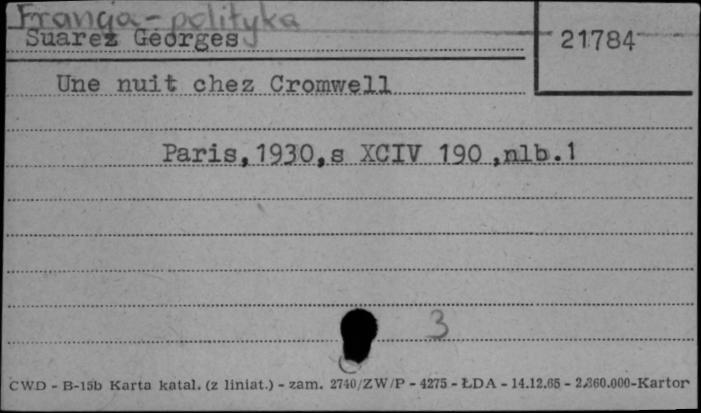 Francja - polityka
Suarez Georges
21784
Une nuit chez Cromwell
Paris,1930,s XCIV 190 ,nlb.1
3
CWD - B-15b Karta katal. (z liniat.) - zam. 2740/ZW/P - 4275 - ŁDA - 14.12.65 - 2.360.000-Kartor